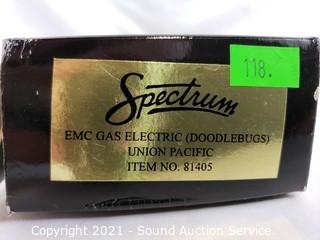 118.
Spectrum
EMC GAS ELECTRIC (DOODLEBUGS)
UNION PACIFIC
ITEM NO. 81405
Copyright 2021 - Sound Auction Service